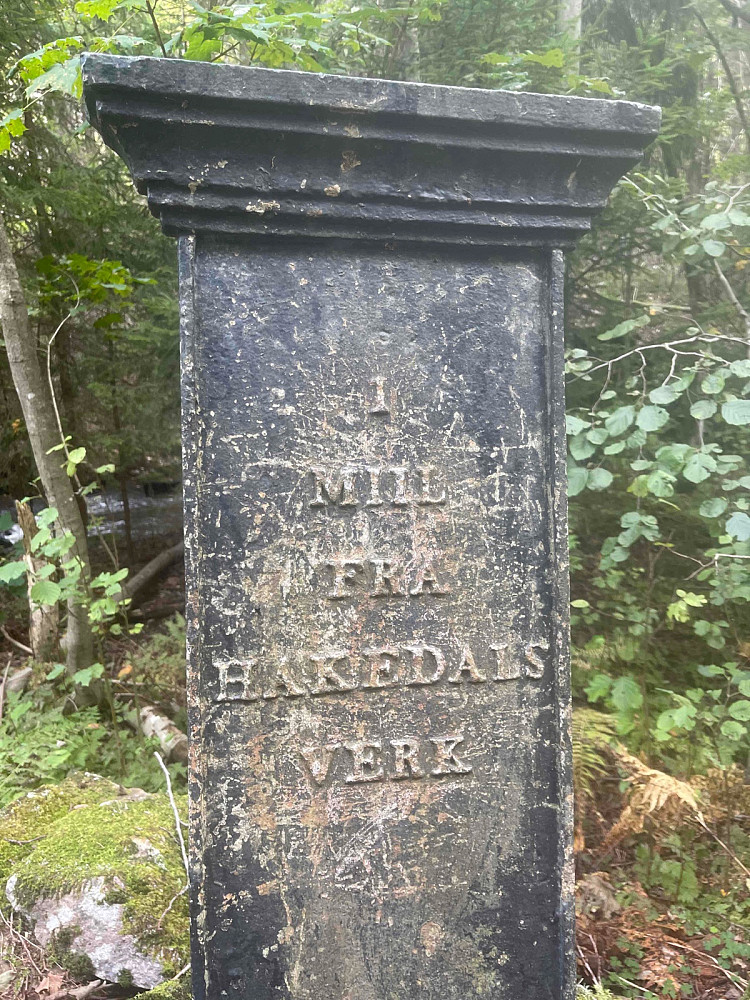 1
MIIL
FRA
HAKEDALS
VERK